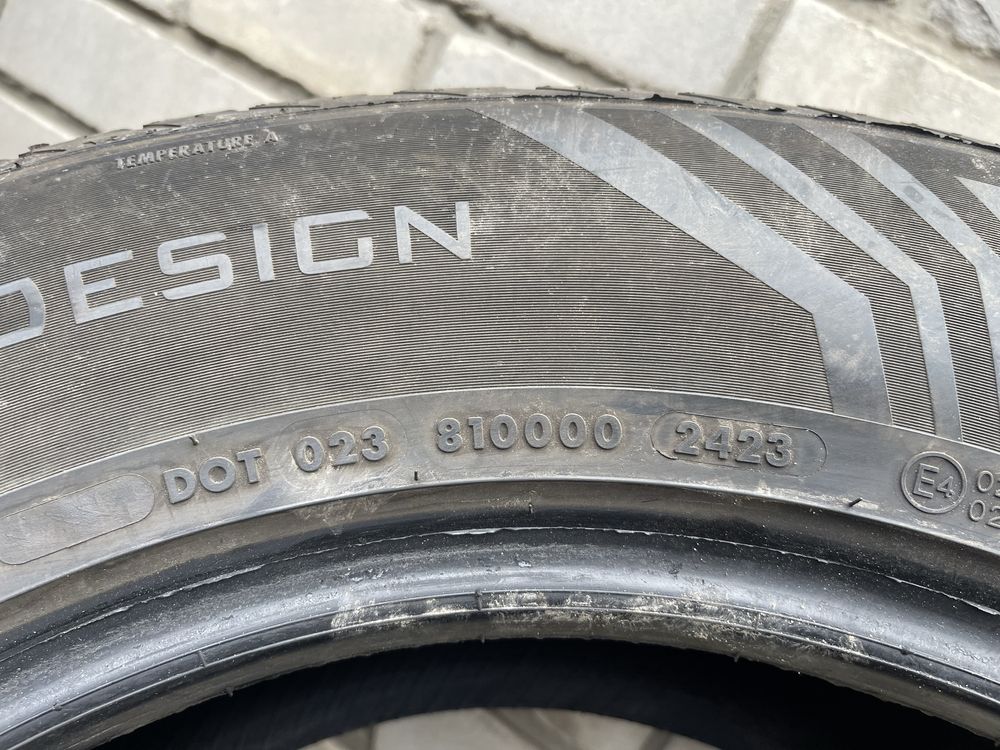 TEMPERATURE A
DESIGN
DOT 023 810000 2423
E4